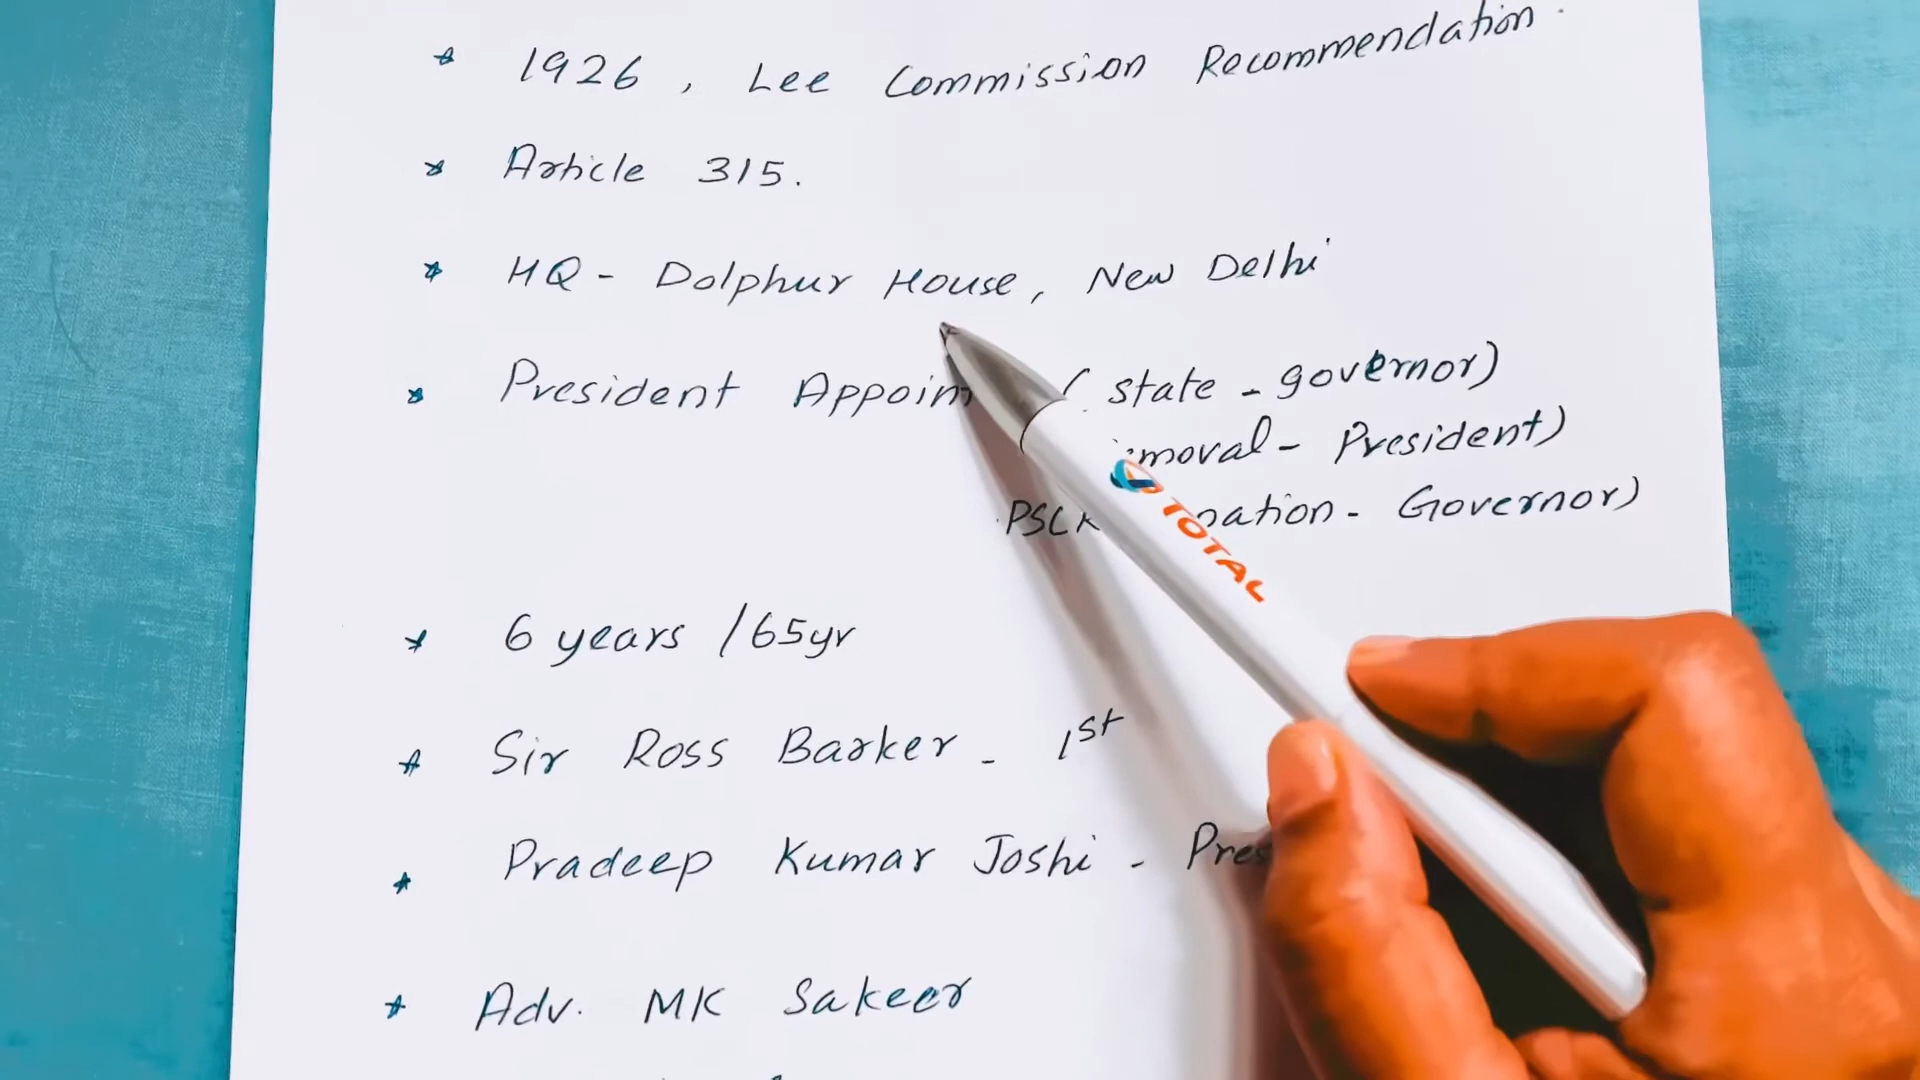 * 1926, Lee Commission Recommendation.
* Article 315.
* HQ - Dolphur House, New Delhi
* President Appoin ( state - governor)
moval - President)
PSC nation - Governor)
TOTAL
* 6 years / 65yr
* Sir Ross Barker - 1st
* Pradeep Kumar Joshi - Pres
* Adv. MK Sakeer